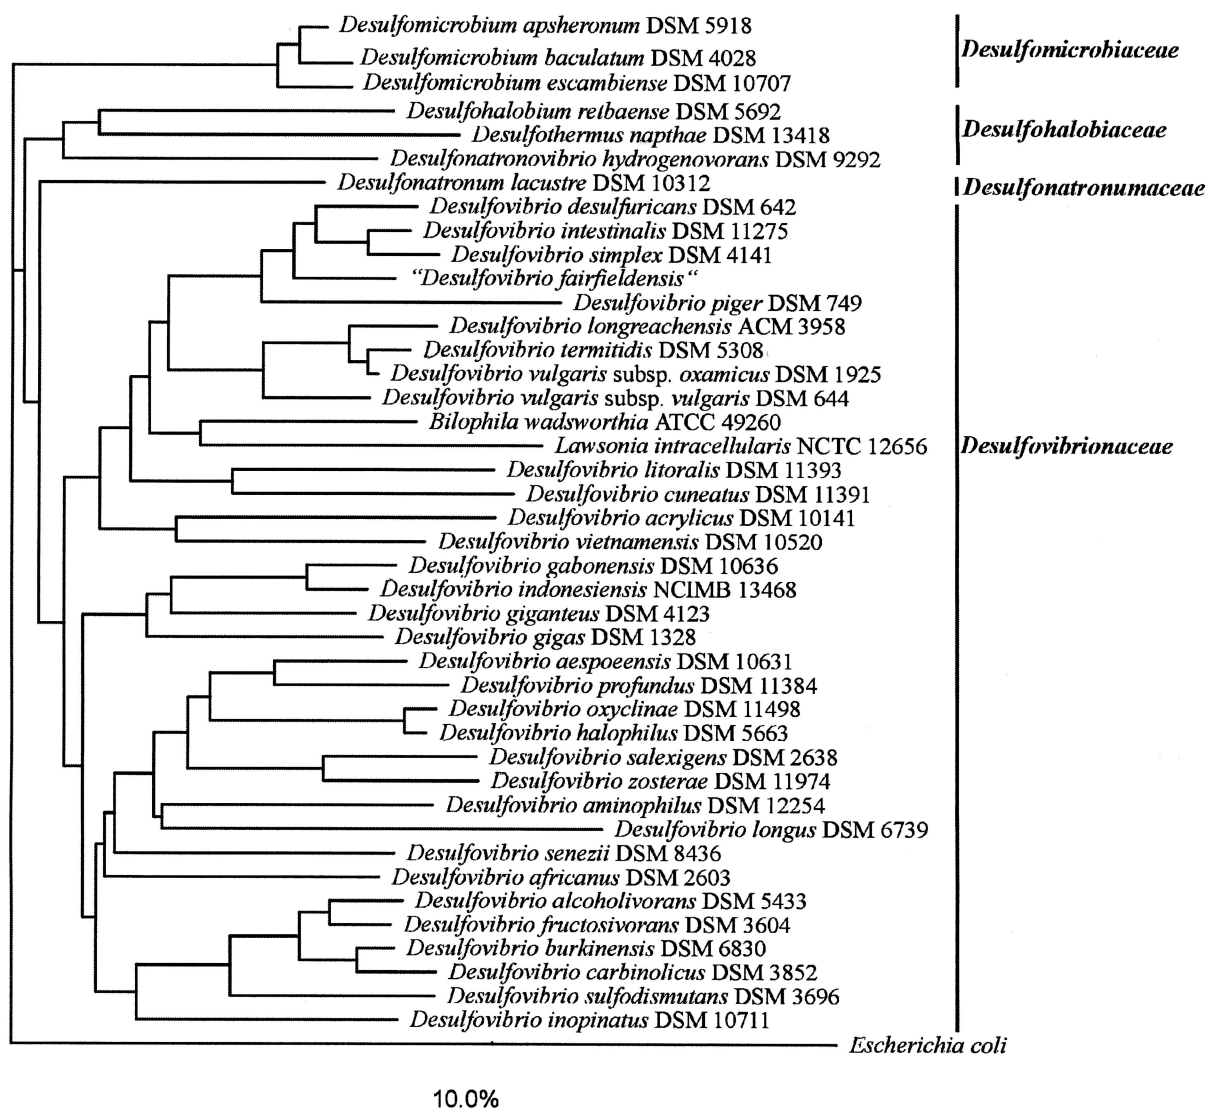 Desulfomicrobium apsheronum DSM 5918
Desulfomicrobium baculatum DSM 4028
Desulfomicrobiaceae
Desulfomicrobium escambiense DSM 10707
Desulfohalobium retbaense DSM 5692
Desulfothermus napthae DSM 13418
Desulfohalobiaceae
Desulfonatronovibrio hydrogenovorans DSM 9292
Desulfonatronum lacustre DSM 10312
Desulfonatronumaceae
Desulfovibrio desulfuricans DSM 642
Desulfovibrio intestinalis DSM 11275
Desulfovibrio simplex DSM 4141
“Desulfovibrio fairfieldensis“
Desulfovibrio piger DSM 749
Desulfovibrio longreachensis ACM 3958
Desulfovibrio termitidis DSM 5308
Desulfovibrio vulgaris subsp. oxamicus DSM 1925
Desulfovibrio vulgaris subsp. vulgaris DSM 644
Bilophila wadsworthia ATCC 49260
Lawsonia intracellularis NCTC 12656
Desulfovibrionaceae
Desulfovibrio litoralis DSM 11393
Desulfovibrio cuneatus DSM 11391
Desulfovibrio acrylicus DSM 10141
Desulfovibrio vietnamensis DSM 10520
Desulfovibrio gabonensis DSM 10636
Desulfovibrio indonesiensis NCIMB 13468
Desulfovibrio giganteus DSM 4123
Desulfovibrio gigas DSM 1328
Desulfovibrio aespoeensis DSM 10631
Desulfovibrio profundus DSM 11384
Desulfovibrio oxyclinae DSM 11498
Desulfovibrio halophilus DSM 5663
Desulfovibrio salexigens DSM 2638
Desulfovibrio zosterae DSM 11974
Desulfovibrio aminophilus DSM 12254
Desulfovibrio longus DSM 6739
Desulfovibrio senezii DSM 8436
Desulfovibrio africanus DSM 2603
Desulfovibrio alcoholivorans DSM 5433
Desulfovibrio fructosivorans DSM 3604
Desulfovibrio burkinensis DSM 6830
Desulfovibrio carbinolicus DSM 3852
Desulfovibrio sulfodismutans DSM 3696
Desulfovibrio inopinatus DSM 10711
Escherichia coli
10.0%